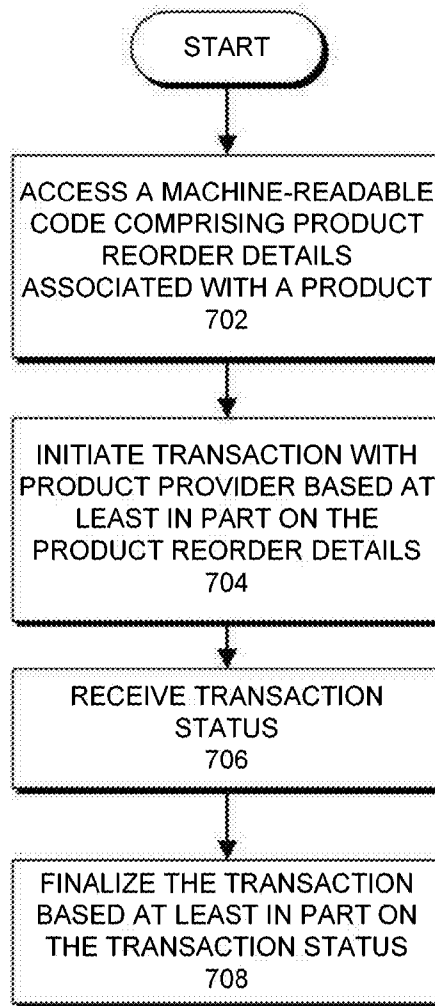 START
ACCESS A MACHINE-READABLE
CODE COMPRISING PRODUCT
REORDER DETAILS
ASSOCIATED WITH A PRODUCT
702
INITIATE TRANSACTION WITH
PRODUCT PROVIDER BASED AT
LEAST IN PART ON THE
PRODUCT REORDER DETAILS
704
RECEIVE TRANSACTION
STATUS
706
FINALIZE THE TRANSACTION
BASED AT LEAST IN PART ON
THE TRANSACTION STATUS
708